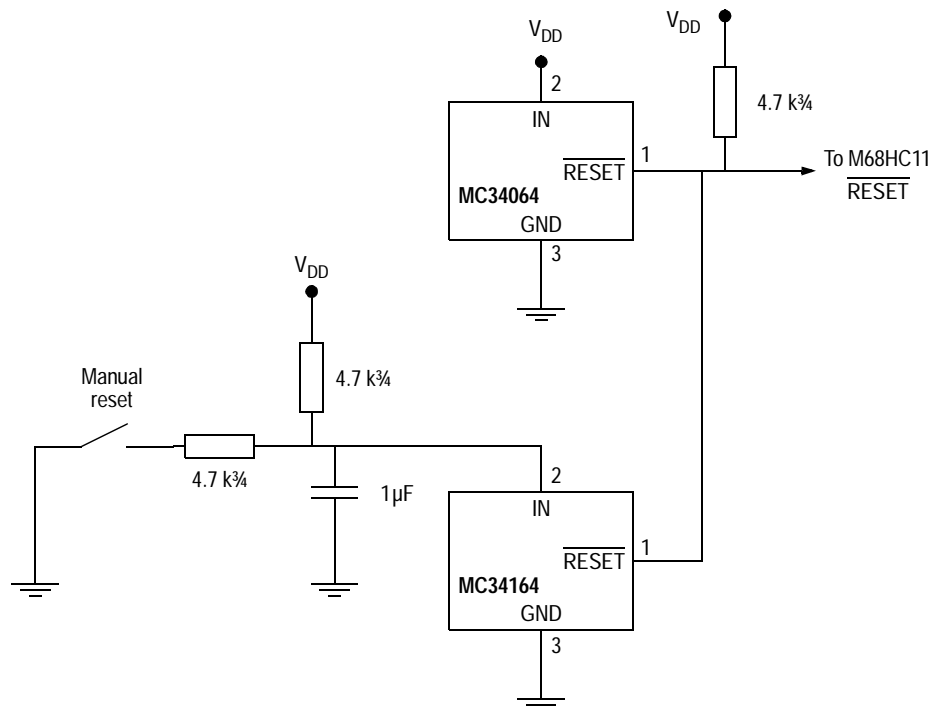 VDD
VDD
2
4.7 k¾
IN
1
RESET
To M68HC11
RESET
MC34064
GND
3
VDD
Manual
reset
4.7 k¾
4.7 k¾
2
1µF
IN
1
RESET
MC34164
GND
3